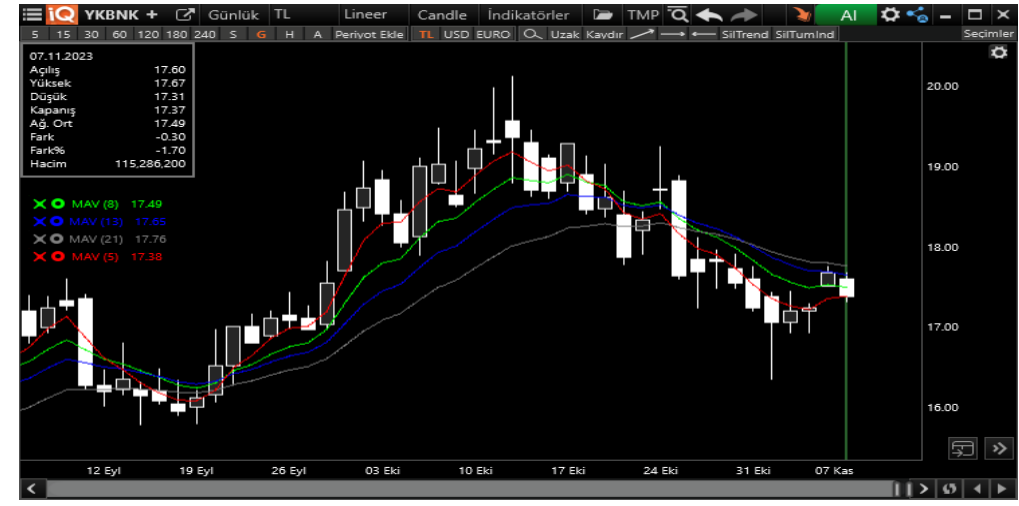 iQ YKBNK + Günlük TL Lineer Candle İndikatörler TMP AI
5 15 30 60 120 180 240 S G H A Periyot Ekle TL USD EURO Uzak Kaydır SilTrend SilTumInd Seçimler
07.11.2023
Açılış 17.60
Yüksek 17.67
Düşük 17.31
Kapanış 17.37
Ağ. Ort 17.49
Fark -0.30
Fark% -1.70
Hacim 115,286,200
MAV (8) 17.49
MAV (13) 17.65
MAV (21) 17.76
MAV (5) 17.38
20.00
19.00
18.00
17.00
16.00
12 Eyl 19 Eyl 26 Eyl 03 Eki 10 Eki 17 Eki 24 Eki 31 Eki 07 Kas